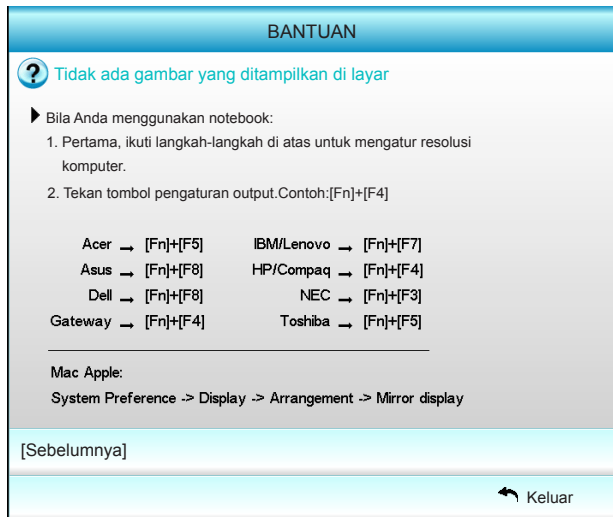 BANTUAN
? Tidak ada gambar yang ditampilkan di layar
Bila Anda menggunakan notebook:
1. Pertama, ikuti langkah-langkah di atas untuk mengatur resolusi
komputer.
2. Tekan tombol pengaturan output.Contoh:[Fn]+[F4]
Acer → [Fn]+[F5] IBM/Lenovo → [Fn]+[F7]
Asus → [Fn]+[F8] HP/Compaq → [Fn]+[F4]
Dell → [Fn]+[F8] NEC → [Fn]+[F3]
Gateway → [Fn]+[F4] Toshiba → [Fn]+[F5]
Mac Apple:
System Preference -> Display -> Arrangement -> Mirror display
[Sebelumnya]
Keluar